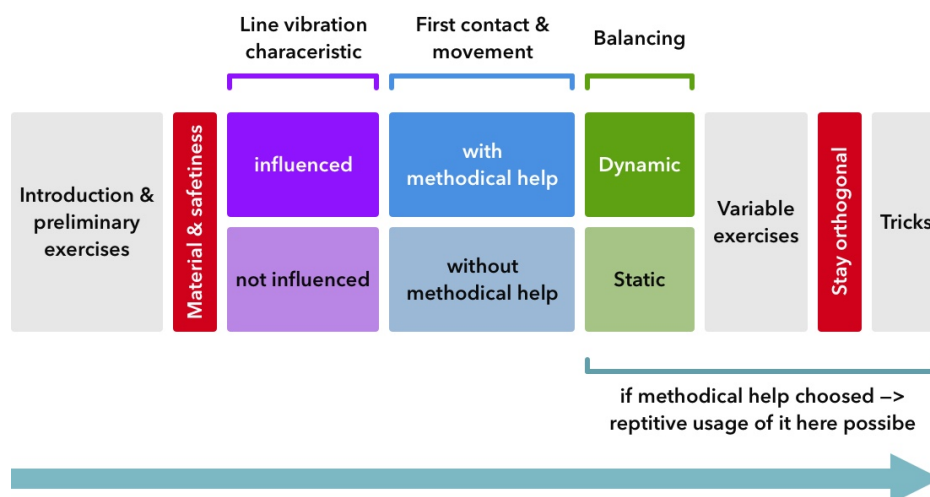 Line vibration
characeristic
First contact &
movement
Balancing
Introduction &
preliminary
exercises
Material & safetiness
influenced
not influenced
with
methodical help
without
methodical help
Dynamic
Static
Variable
exercises
Stay orthogonal
Tricks
if methodical help choosed —>
reptitive usage of it here possibe